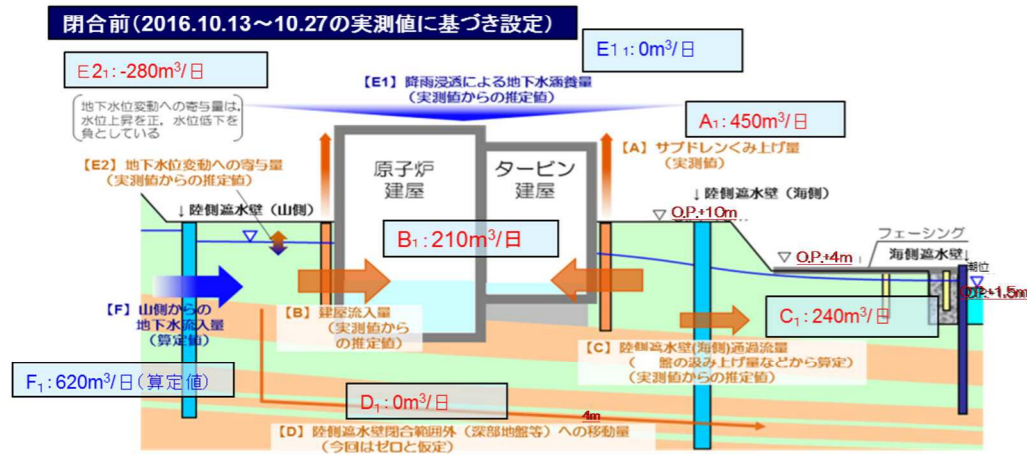 閉合前(2016.10.13～10.27の実測値に基づき設定)
E1₁:0m³/日
E2₁:-280m³/日
【E1】降雨浸透による地下水涵養量
(実測値からの推定値)
地下水位変動への寄与量は、
水位上昇を正、水位低下を
負としている
A₁:450m³/日
【A】サブドレンくみ上げ量
(実測値)
【E2】地下水位変動への寄与量
(実測値からの推定値)
原子炉
建屋
タービン
建屋
↓陸側遮水壁(山側)
↓陸側遮水壁(海側)
▽O.P.+10m
B₁:210m³/日
フェーシング
▽O.P.+4m
海側遮水壁↓
潮位
O.P.+1.5m
【F】山側からの
地下水流入量
(算定値)
【B】建屋流入量
(実測値から
の推定値)
C₁:240m³/日
【C】陸側遮水壁(海側)通過流量
( 盤の汲み上げ量などから算定)
(実測値からの推定値)
F₁:620m³/日(算定値)
D₁:0m³/日
4m
【D】陸側遮水壁閉合範囲外(深部地盤等)への移動量
(今回はゼロと仮定)